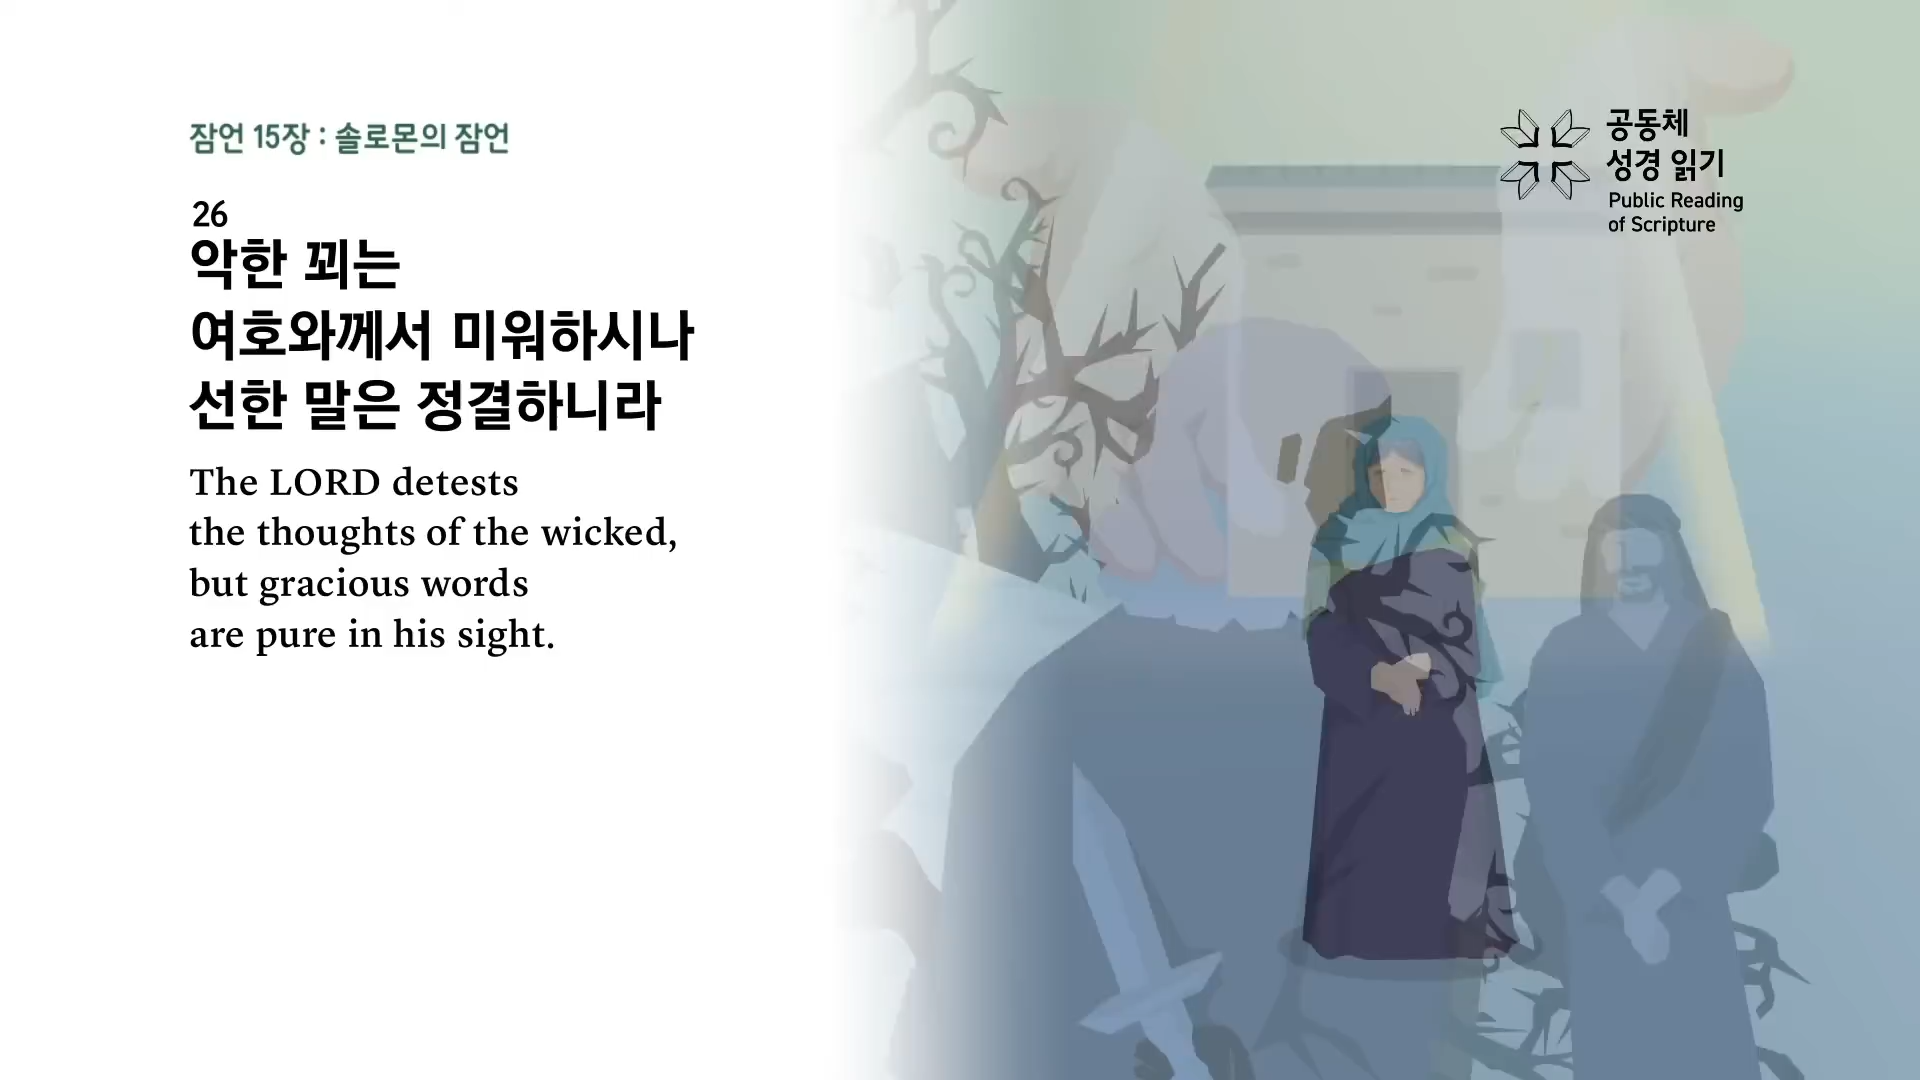 잠언 15장 : 솔로몬의 잠언
26
악한 꾀는
여호와께서 미워하시나
선한 말은 정결하니라
The LORD detests
the thoughts of the wicked,
but gracious words
are pure in his sight.
공동체
성경 읽기
Public Reading
of Scripture